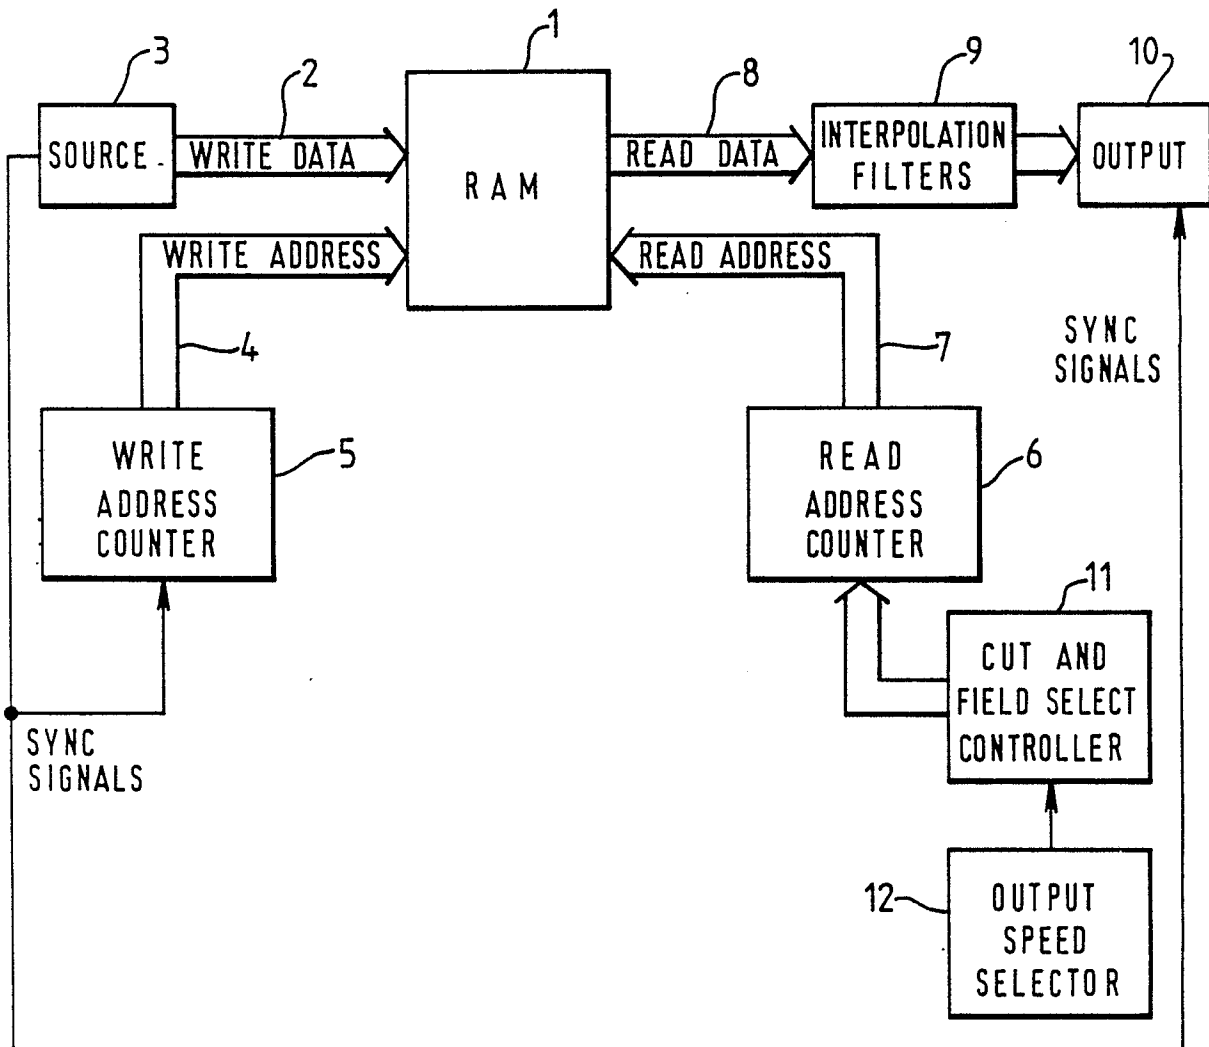 1
3
2
8
9
10
SOURCE
WRITE DATA
RAM
READ DATA
INTERPOLATION
FILTERS
OUTPUT
WRITE ADDRESS
READ ADDRESS
4
7
SYNC
SIGNALS
WRITE
ADDRESS
COUNTER
5
READ
ADDRESS
COUNTER
6
11
CUT AND
FIELD SELECT
CONTROLLER
SYNC
SIGNALS
12
OUTPUT
SPEED
SELECTOR